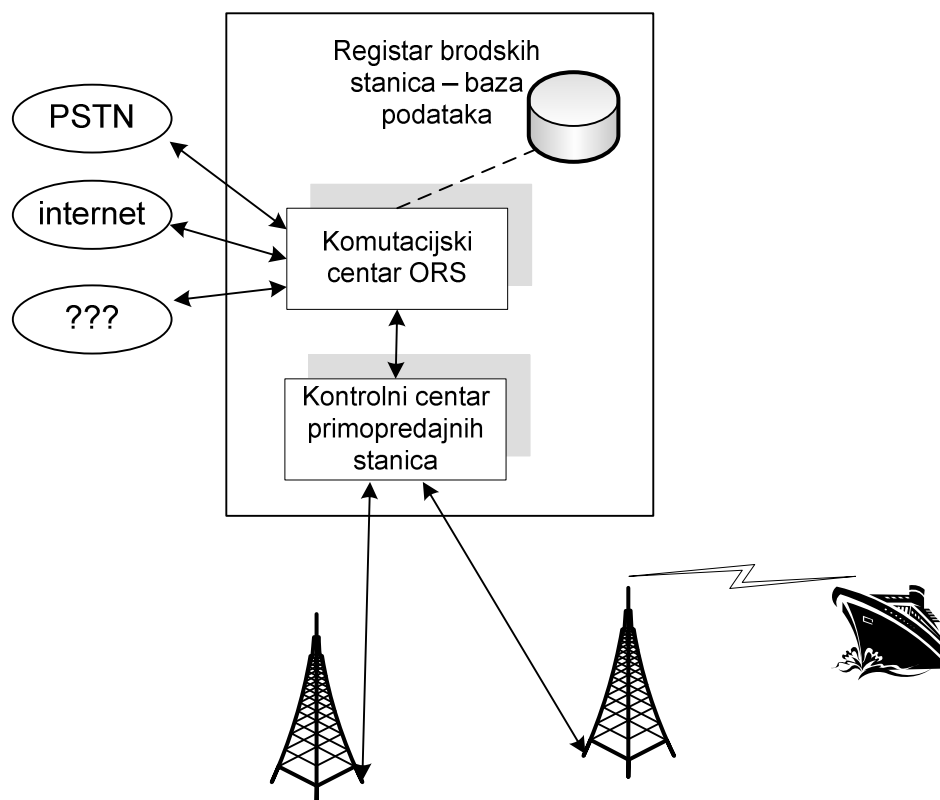 Registar brodskih
stanica – baza
podataka
PSTN
internet
???
Komutacijski
centar ORS
Kontrolni centar
primopredajnih
stanica